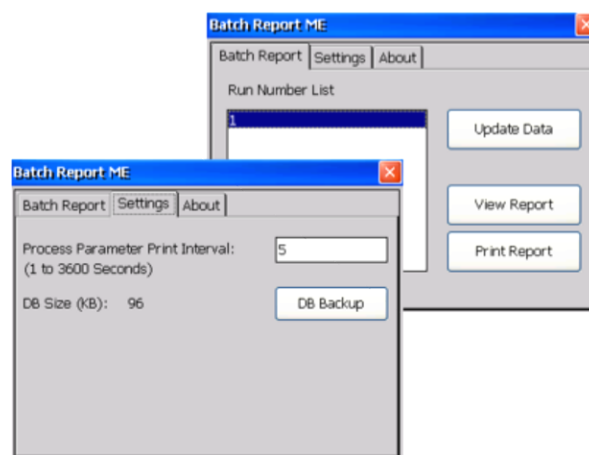 Batch Report ME
Batch Report Settings About
Run Number List
1
Update Data
View Report
Print Report
Batch Report ME
Batch Report Settings About
Process Parameter Print Interval:
5
(1 to 3600 Seconds)
DB Size (KB): 96
DB Backup